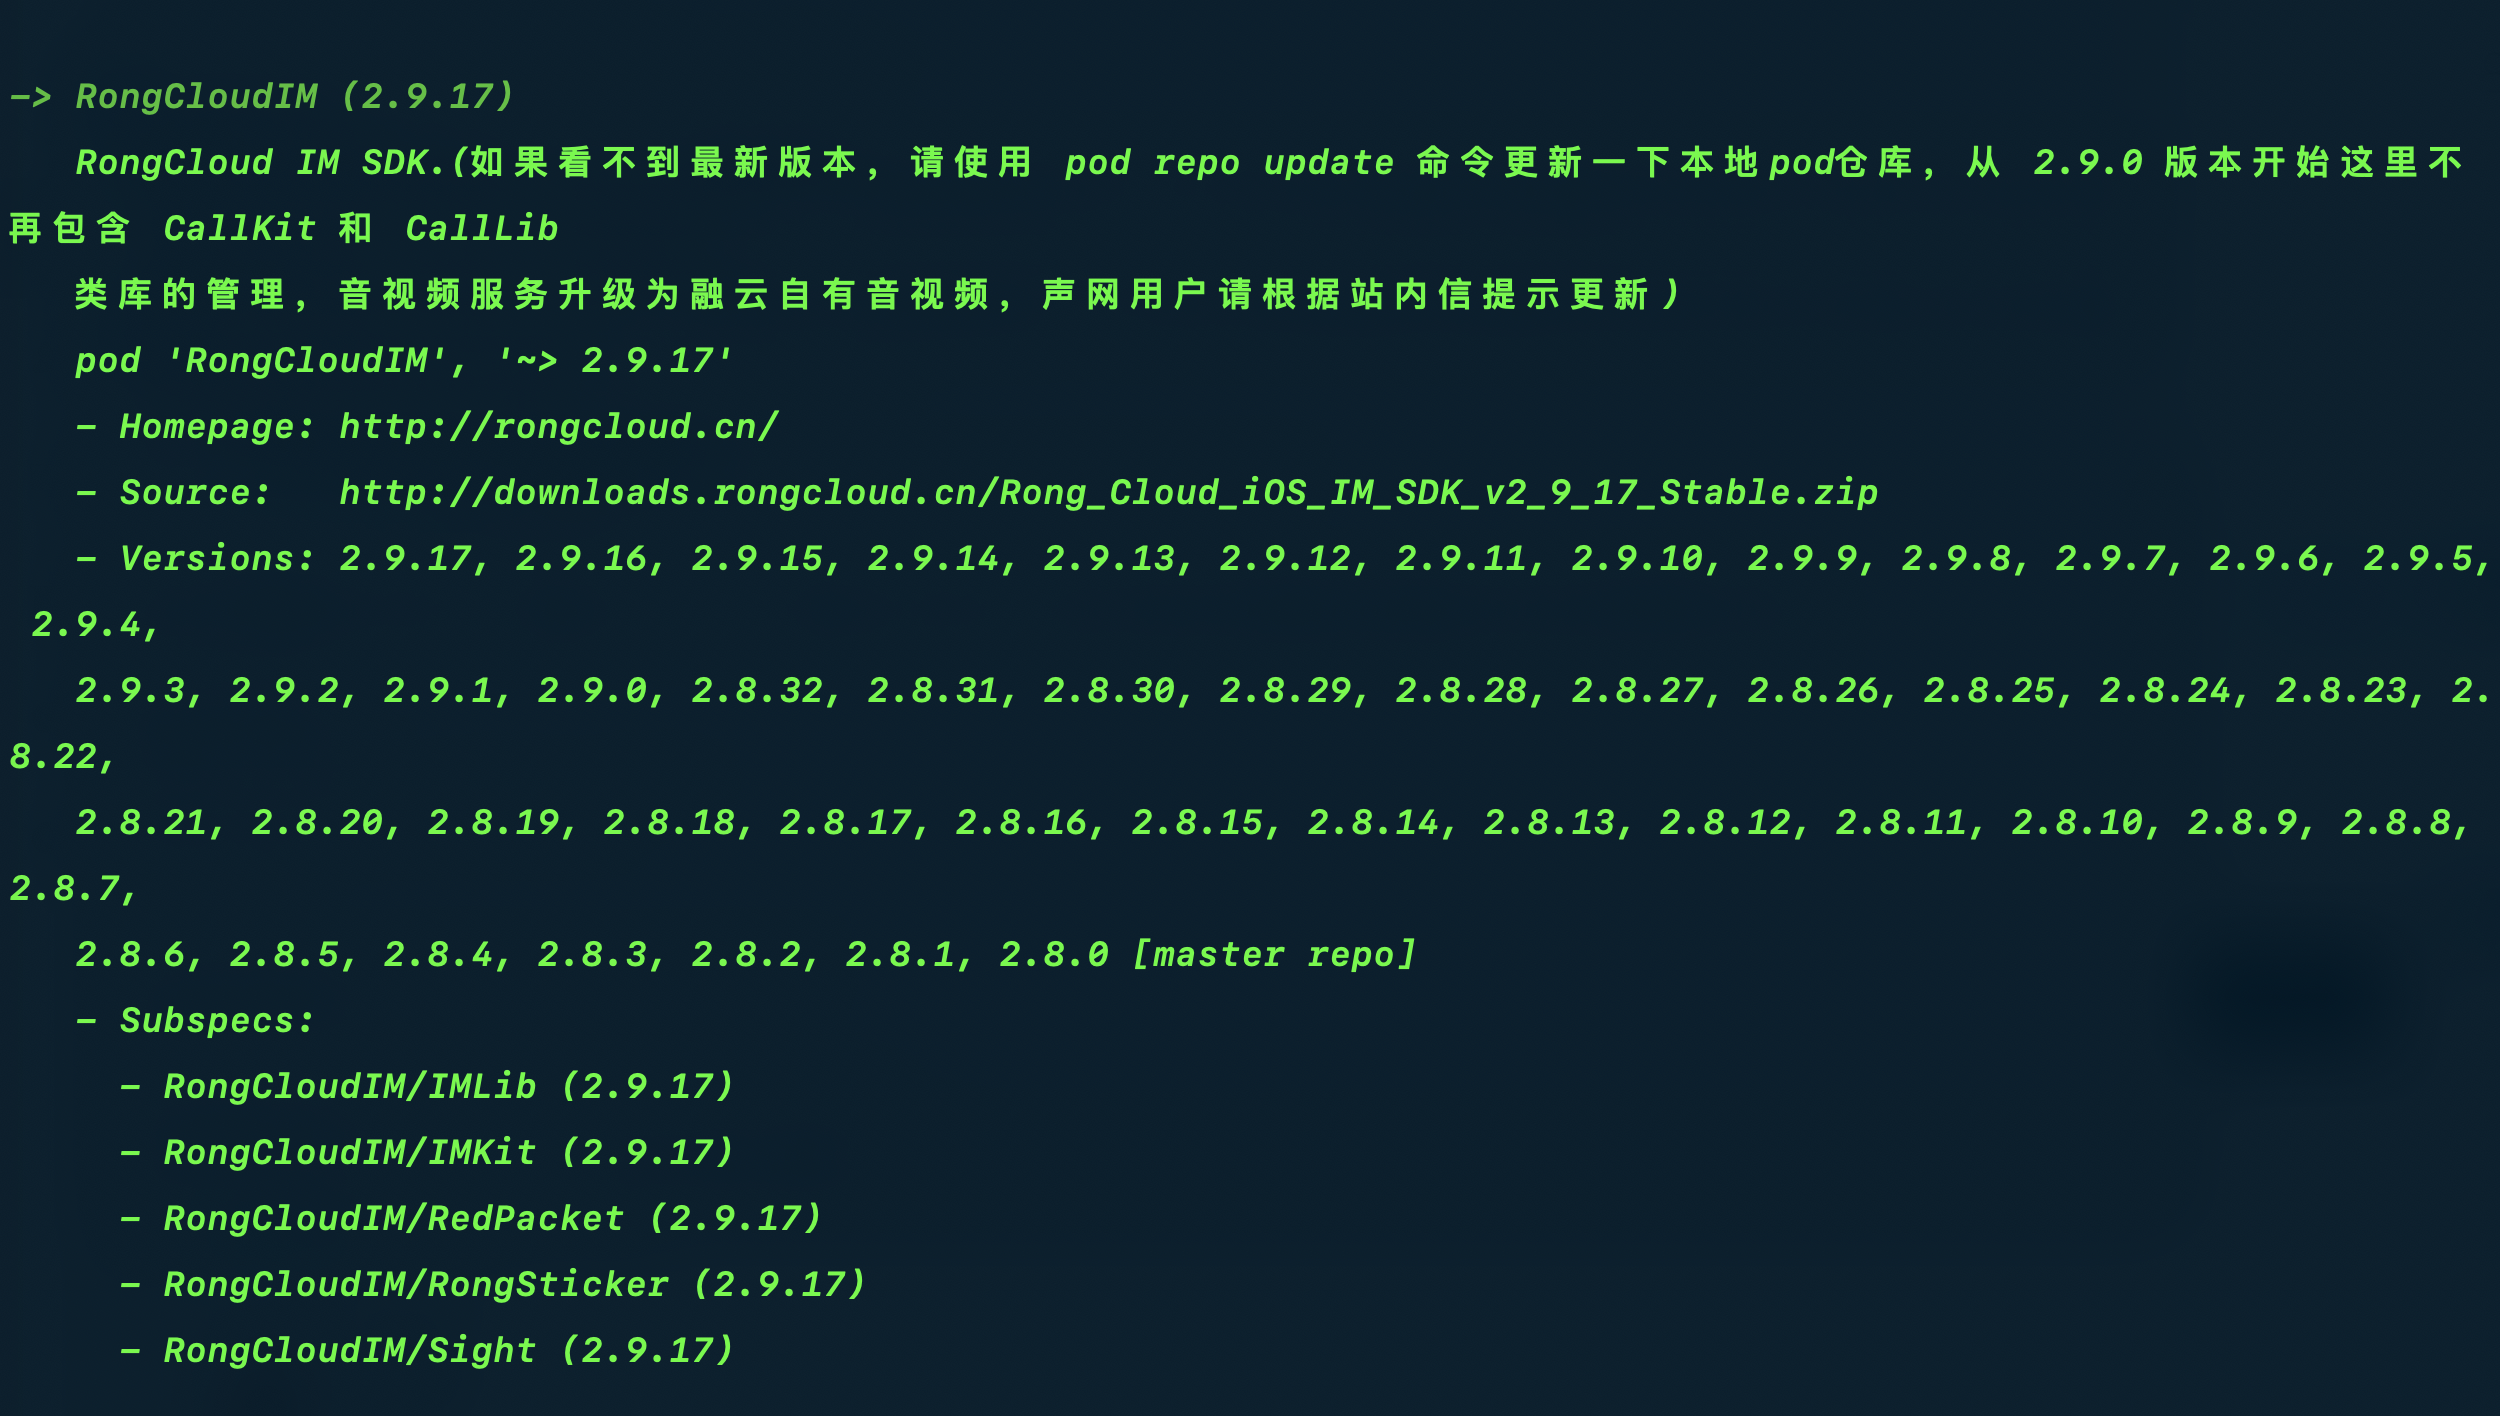 -> RongCloudIM (2.9.17)
RongCloud IM SDK.(如果看不到最新版本，请使用 pod repo update 命令更新一下本地pod仓库，从 2.9.0 版本开始这里不
再包含 CallKit 和 CallLib
类库的管理，音视频服务升级为融云自有音视频，声网用户请根据站内信提示更新)
pod 'RongCloudIM', '~> 2.9.17'
- Homepage: http://rongcloud.cn/
- Source:   http://downloads.rongcloud.cn/Rong_Cloud_iOS_IM_SDK_v2_9_17_Stable.zip
- Versions: 2.9.17, 2.9.16, 2.9.15, 2.9.14, 2.9.13, 2.9.12, 2.9.11, 2.9.10, 2.9.9, 2.9.8, 2.9.7, 2.9.6, 2.9.5,
2.9.4,
2.9.3, 2.9.2, 2.9.1, 2.9.0, 2.8.32, 2.8.31, 2.8.30, 2.8.29, 2.8.28, 2.8.27, 2.8.26, 2.8.25, 2.8.24, 2.8.23, 2.
8.22,
2.8.21, 2.8.20, 2.8.19, 2.8.18, 2.8.17, 2.8.16, 2.8.15, 2.8.14, 2.8.13, 2.8.12, 2.8.11, 2.8.10, 2.8.9, 2.8.8,
2.8.7,
2.8.6, 2.8.5, 2.8.4, 2.8.3, 2.8.2, 2.8.1, 2.8.0 [master repo]
- Subspecs:
- RongCloudIM/IMLib (2.9.17)
- RongCloudIM/IMKit (2.9.17)
- RongCloudIM/RedPacket (2.9.17)
- RongCloudIM/RongSticker (2.9.17)
- RongCloudIM/Sight (2.9.17)